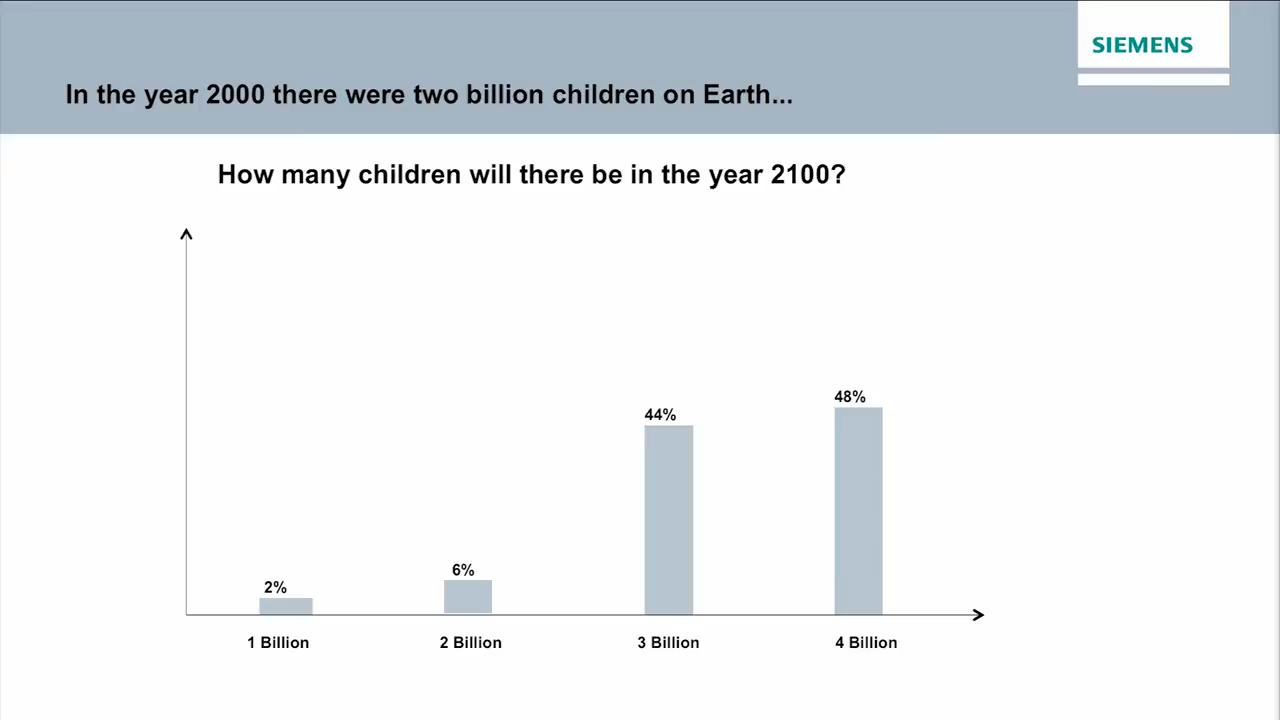 SIEMENS
In the year 2000 there were two billion children on Earth...
How many children will there be in the year 2100?
2%
6%
44%
48%
1 Billion
2 Billion
3 Billion
4 Billion